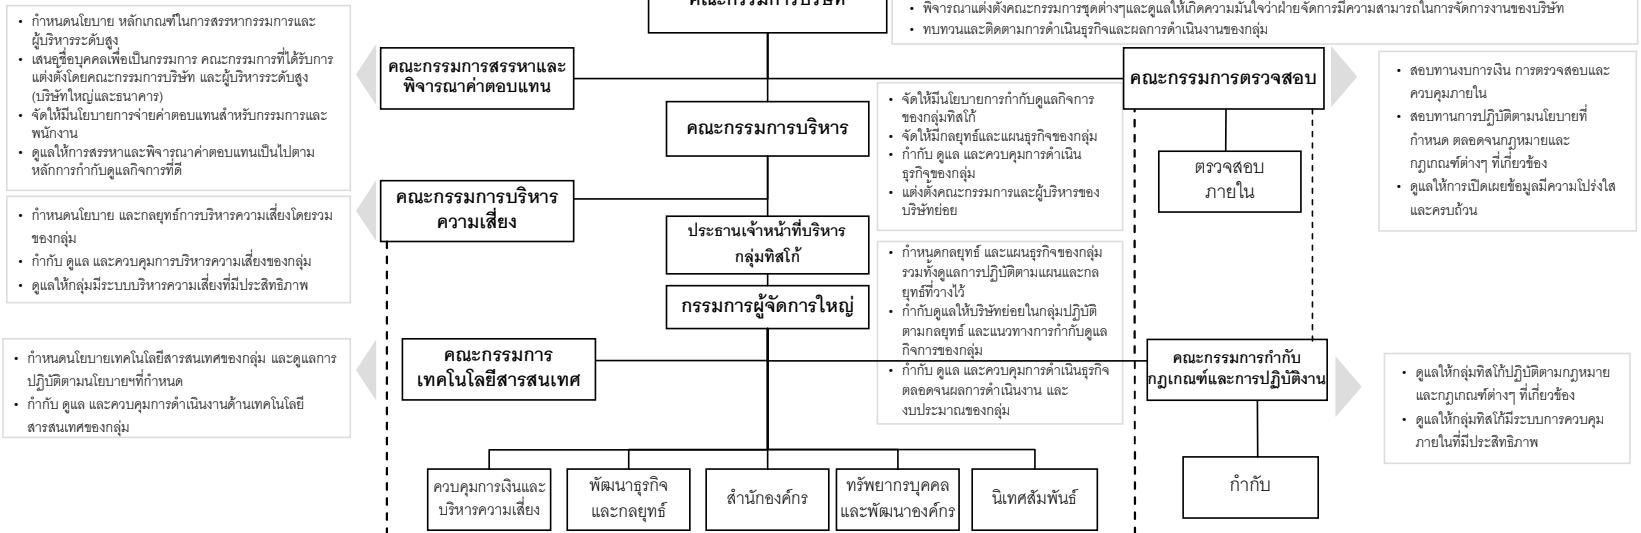 คณะกรรมการบริษัท
• พิจารณาแต่งตั้งคณะกรรมการชุดต่างๆและดูแลให้เกิดความมั่นใจว่าฝ่ายจัดการมีความสามารถในการจัดการงานของบริษัท
• ทบทวนและติดตามการดำเนินธุรกิจและผลการดำเนินงานของกลุ่ม
• กำหนดนโยบาย หลักเกณฑ์ในการสรรหากรรมการและ
ผู้บริหารระดับสูง
• เสนอชื่อบุคคลเพื่อเป็นกรรมการ คณะกรรมการที่ได้รับการ
แต่งตั้งโดยคณะกรรมการบริษัท และผู้บริหารระดับสูง
(บริษัทใหญ่และธนาคาร)
• จัดให้มีนโยบายการจ่ายค่าตอบแทนสำหรับกรรมการและ
พนักงาน
• ดูแลให้การสรรหาและพิจารณาค่าตอบแทนเป็นไปตาม
หลักการกำกับดูแลกิจการที่ดี
คณะกรรมการสรรหาและ
พิจารณาค่าตอบแทน
คณะกรรมการตรวจสอบ
• สอบทานงบการเงิน การตรวจสอบและ
ควบคุมภายใน
• สอบทานการปฏิบัติตามนโยบายที่
กำหนด ตลอดจนกฎหมายและ
กฎเกณฑ์ต่างๆ ที่เกี่ยวข้อง
• ดูแลให้การเปิดเผยข้อมูลมีความโปร่งใส
และครบถ้วน
คณะกรรมการบริหาร
• จัดให้มีนโยบายการกำกับดูแลกิจการ
ของกลุ่มทิสโก้
• จัดให้มีกลยุทธ์และแผนธุรกิจของกลุ่ม
• กำกับ ดูแล และควบคุมการดำเนิน
ธุรกิจของกลุ่ม
• แต่งตั้งคณะกรรมการและผู้บริหารของ
บริษัทย่อย
ตรวจสอบ
ภายใน
คณะกรรมการบริหาร
ความเสี่ยง
• กำหนดนโยบาย และกลยุทธ์การบริหารความเสี่ยงโดยรวม
ของกลุ่ม
• กำกับ ดูแล และควบคุมการบริหารความเสี่ยงของกลุ่ม
• ดูแลให้กลุ่มมีระบบบริหารความเสี่ยงที่มีประสิทธิภาพ
ประธานเจ้าหน้าที่บริหาร
กลุ่มทิสโก้
กรรมการผู้จัดการใหญ่
• กำหนดกลยุทธ์ และแผนธุรกิจของกลุ่ม
รวมทั้งดูแลการปฏิบัติตามแผนและกล
ยุทธ์ที่วางไว้
• กำกับดูแลให้บริษัทย่อยในกลุ่มปฏิบัติ
ตามกลยุทธ์ และแนวทางการกำกับดูแล
กิจการของกลุ่ม
• กำกับ ดูแล และควบคุมการดำเนินธุรกิจ
ตลอดจนผลการดำเนินงาน และ
งบประมาณของกลุ่ม
• กำหนดนโยบายเทคโนโลยีสารสนเทศของกลุ่ม และดูแลการ
ปฏิบัติตามนโยบายฯที่กำหนด
• กำกับ ดูแล และควบคุมการดำเนินงานด้านเทคโนโลยี
สารสนเทศของกลุ่ม
คณะกรรมการ
เทคโนโลยีสารสนเทศ
คณะกรรมการกำกับ
กฎเกณฑ์และการปฏิบัติงาน
• ดูแลให้กลุ่มทิสโก้ปฏิบัติตามกฎหมาย
และกฎเกณฑ์ต่างๆ ที่เกี่ยวข้อง
• ดูแลให้กลุ่มทิสโก้มีระบบการควบคุม
ภายในที่มีประสิทธิภาพ
ควบคุมการเงินและ
บริหารความเสี่ยง
พัฒนาธุรกิจ
และกลยุทธ์
สำนักองค์กร
ทรัพยากรบุคคล
และพัฒนาองค์กร
นิเทศสัมพันธ์
กำกับ